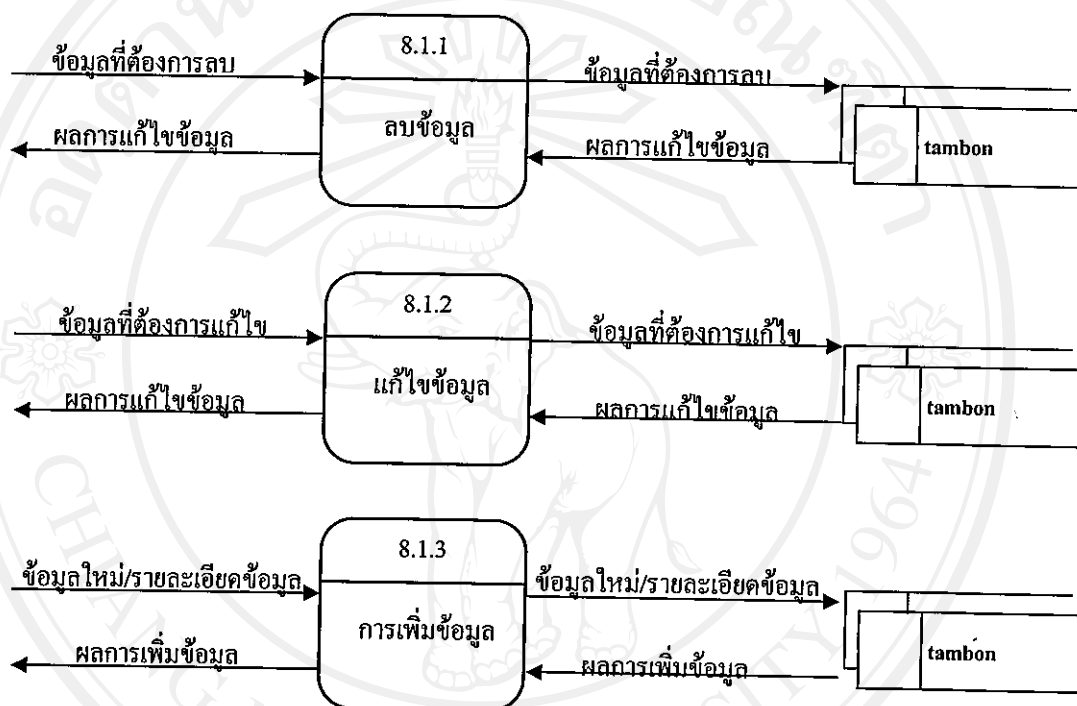 8.1.1
ข้อมูลที่ต้องการลบ
ข้อมูลที่ต้องการลบ
ลบข้อมูล
ผลการแก้ไขข้อมูล
ผลการแก้ไขข้อมูล
tambon
8.1.2
ข้อมูลที่ต้องการแก้ไข
ข้อมูลที่ต้องการแก้ไข
แก้ไขข้อมูล
ผลการแก้ไขข้อมูล
ผลการแก้ไขข้อมูล
tambon
8.1.3
ข้อมูลใหม่/รายละเอียดข้อมูล
ข้อมูลใหม่/รายละเอียดข้อมูล
การเพิ่มข้อมูล
ผลการเพิ่มข้อมูล
ผลการเพิ่มข้อมูล
tambon
1964